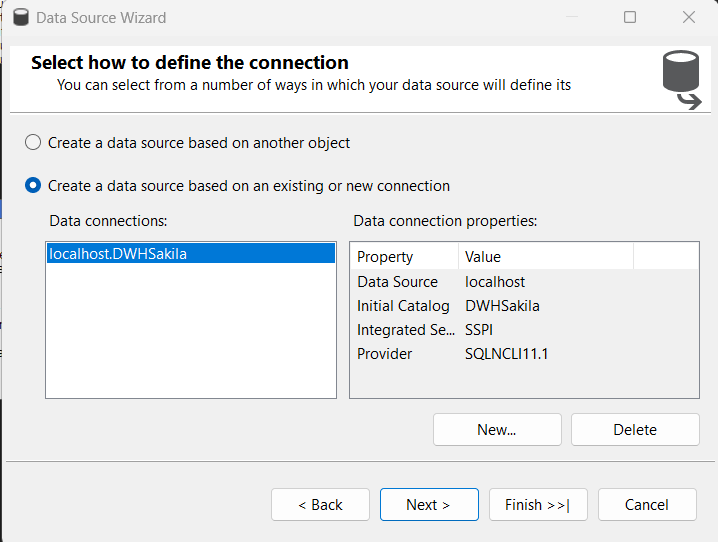 Data Source Wizard
Select how to define the connection
You can select from a number of ways in which your data source will define its
Create a data source based on another object
Create a data source based on an existing or new connection
Data connections:
Data connection properties:
localhost.DWHSakila
Property Value
Data Source localhost
Initial Catalog DWHSakila
Integrated Se... SSPI
Provider SQLNCLI11.1
New... Delete
< Back Next > Finish >>| Cancel